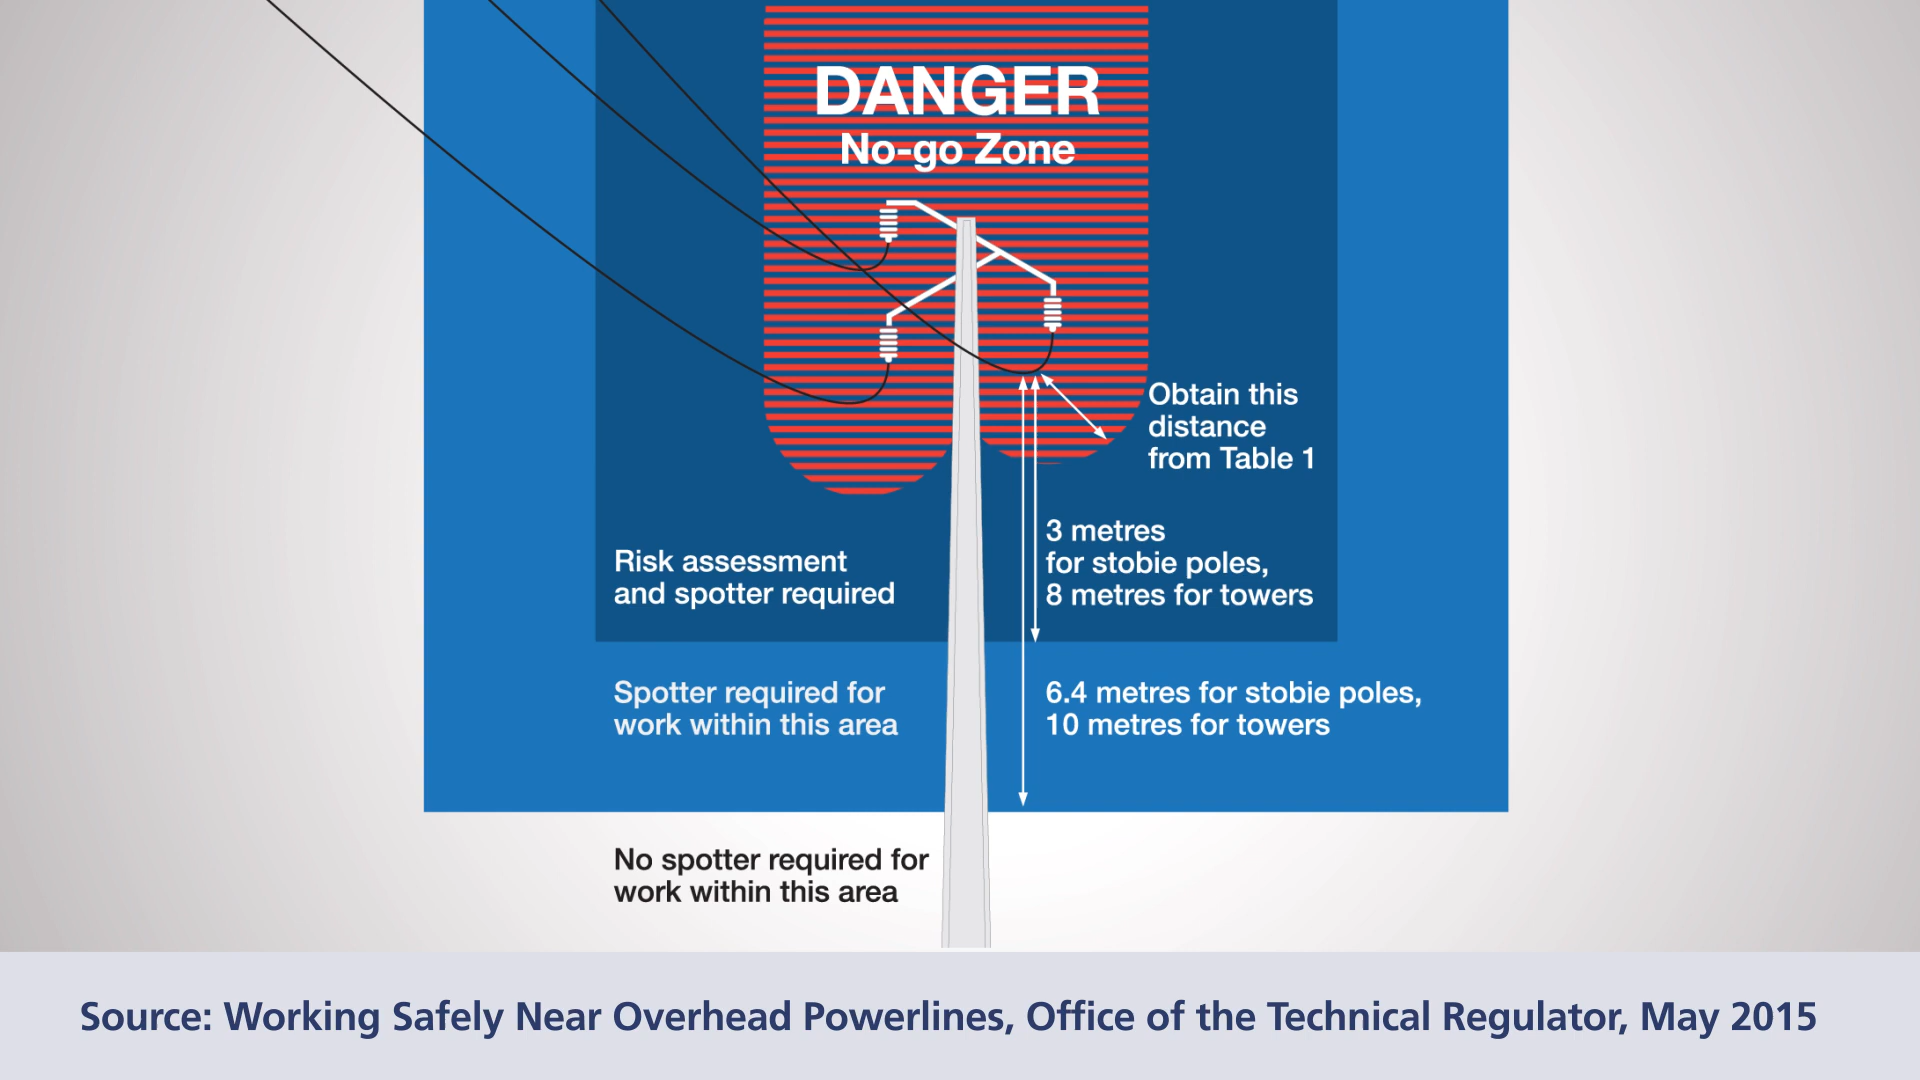 DANGER
No-go Zone
Obtain this
distance
from Table 1
3 metres
for stobie poles,
8 metres for towers
Risk assessment
and spotter required
Spotter required for
work within this area
6.4 metres for stobie poles,
10 metres for towers
No spotter required for
work within this area
Source: Working Safely Near Overhead Powerlines, Office of the Technical Regulator, May 2015